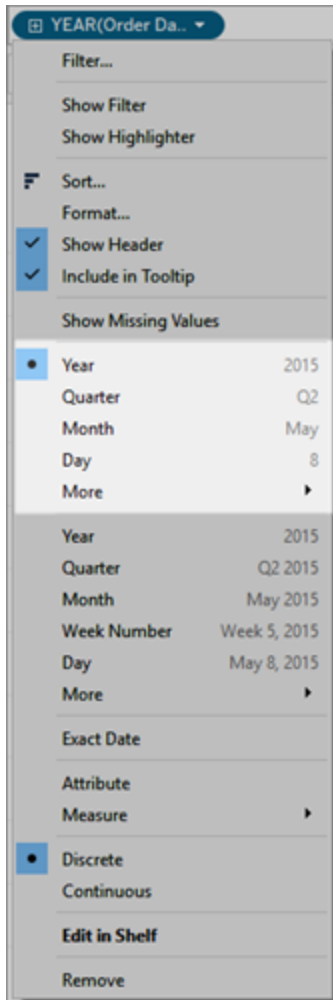 YEAR(Order Da..
Filter...
Show Filter
Show Highlighter
Sort...
Format...
Show Header
Include in Tooltip
Show Missing Values
Year 2015
Quarter Q2
Month May
Day 8
More
Year 2015
Quarter Q2 2015
Month May 2015
Week Number Week 5, 2015
Day May 8, 2015
More
Exact Date
Attribute
Measure
Discrete
Continuous
Edit in Shelf
Remove